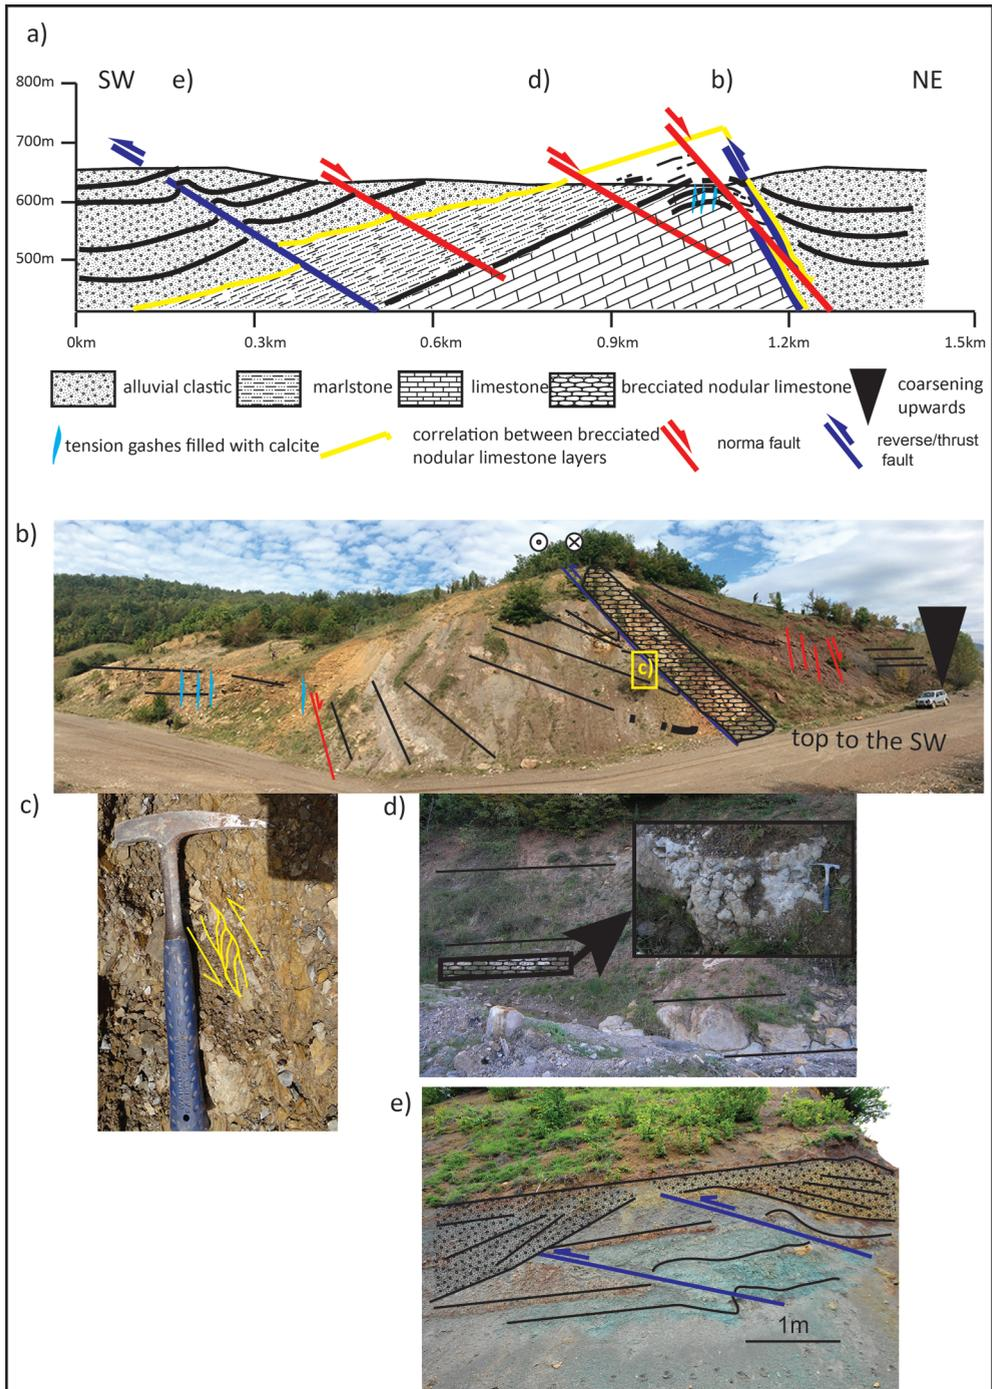 a)
SW e) d) b) NE
800m
700m
600m
500m
0km 0.3km 0.6km 0.9km 1.2km 1.5km
alluvial clastic marlstone limestone brecciated nodular limestone coarsening
upwards
tension gashes filled with calcite correlation between brecciated
nodular limestone layers
norma fault reverse/thrust
fault
b)
c)
top to the SW
c)
d)
e)
1m